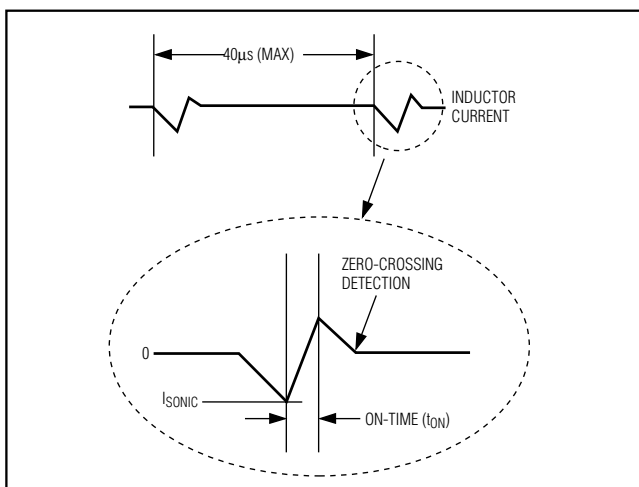 40μs (MAX)
INDUCTOR
CURRENT
ZERO-CROSSING
DETECTION
0
ISONIC
ON-TIME (tON)